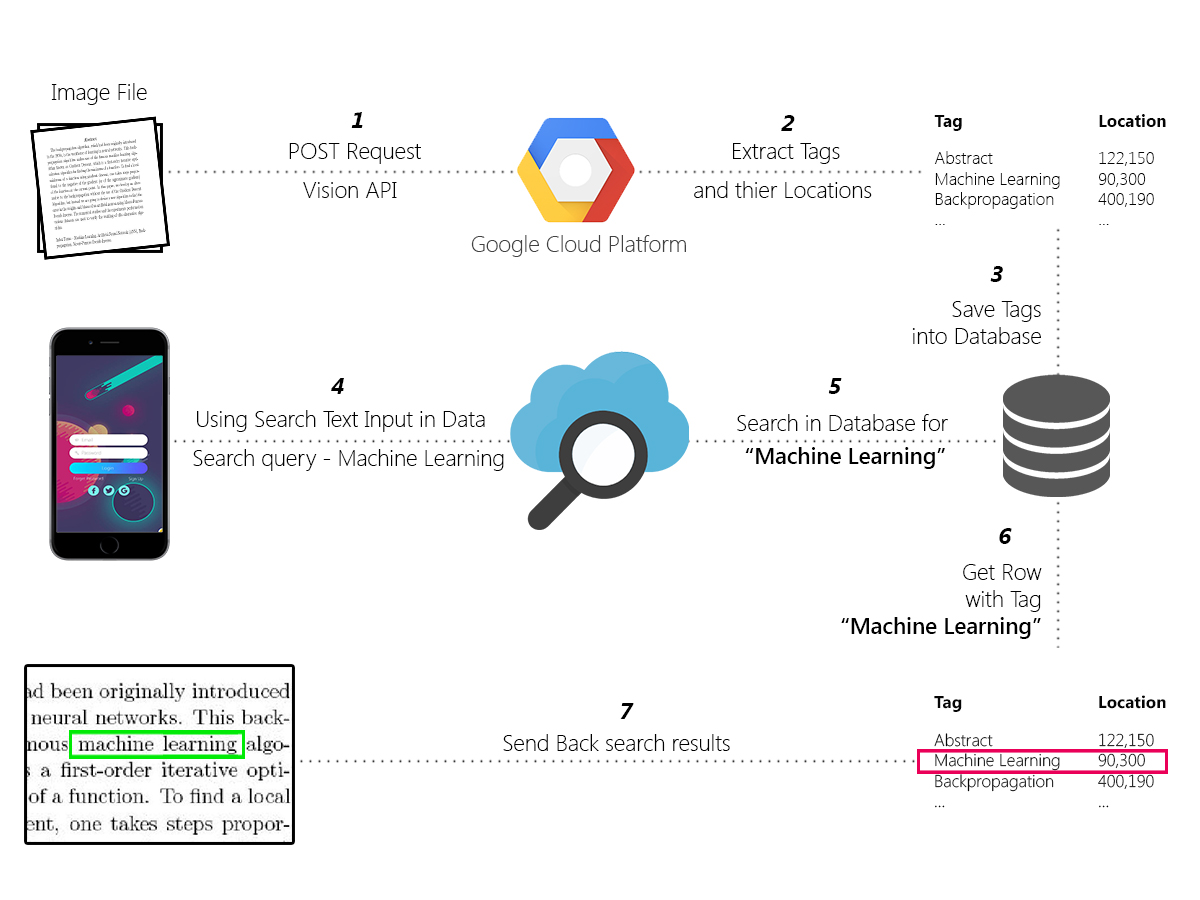 Image File
1
POST Request
Vision API
Google Cloud Platform
2
Extract Tags
and thier Locations
Tag Location
Abstract 122,150
Machine Learning 90,300
Backpropagation 400,190
... ...
3
Save Tags
into Database
4
Using Search Text Input in Data
Search query - Machine Learning
5
Search in Database for
“Machine Learning”
Email
Password
Login
Sign Up
6
Get Row
with Tag
“Machine Learning”
ad been originally introduced
neural networks. This back-
nous machine learning algo-
s a first-order iterative opti-
of a function. To find a local
ent, one takes steps propor-
7
Send Back search results
Tag Location
Abstract 122,150
Machine Learning 90,300
Backpropagation 400,190
... ...